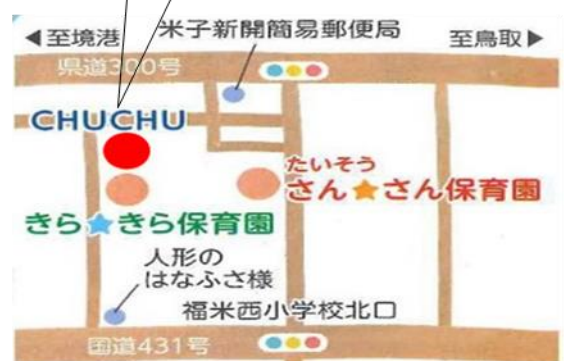 ◀至境港
米子新開簡易郵便局
至鳥取▶
県道300号
CHUCHU
たいそう
さん★さん保育園
きら★きら保育園
人形の
はなふさ様
福米西小学校北口
国道431号